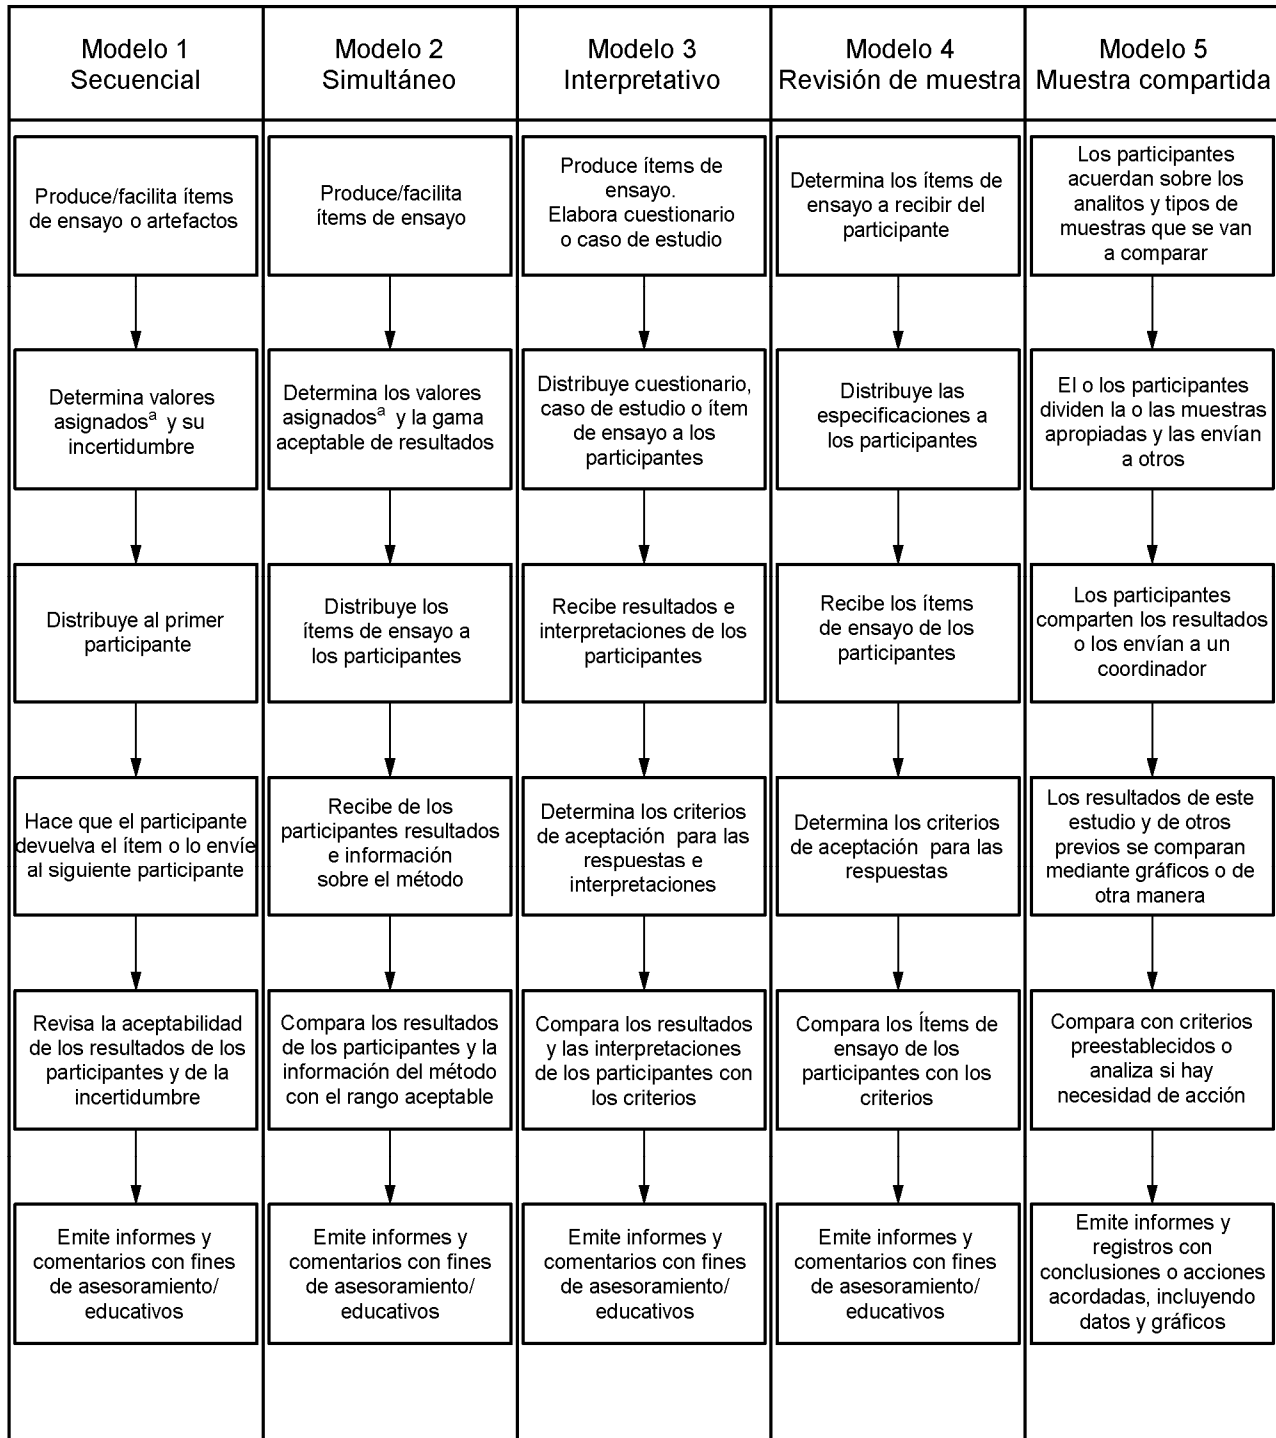 Modelo 1
Secuencial
Modelo 2
Simultáneo
Modelo 3
Interpretativo
Modelo 4
Revisión de muestra
Modelo 5
Muestra compartida
Produce/facilita ítems
de ensayo o artefactos
Produce/facilita
ítems de ensayo
Produce ítems de
ensayo.
Elabora cuestionario
o caso de estudio
Determina los ítems de
ensayo a recibir del
participante
Los participantes
acuerdan sobre los
analitos y tipos de
muestras que se van
a comparar
Determina valores
asignadosª y su
incertidumbre
Determina los valores
asignadosª y la gama
aceptable de resultados
Distribuye cuestionario,
caso de estudio o ítem
de ensayo a los
participantes
Distribuye las
especificaciones a
los participantes
El o los participantes
dividen la o las muestras
apropiadas y las envían
a otros
Distribuye al primer
participante
Distribuye los
ítems de ensayo a
los participantes
Recibe resultados e
interpretaciones de los
participantes
Recibe los ítems
de ensayo de los
participantes
Los participantes
comparten los resultados
o los envían a un
coordinador
Hace que el participante
devuelva el ítem o lo envíe
al siguiente participante
Recibe de los
participantes resultados
e información
sobre el método
Determina los criterios
de aceptación para las
respuestas e
interpretaciones
Determina los criterios
de aceptación para las
respuestas
Los resultados de este
estudio y de otros
previos se comparan
mediante gráficos o de
otra manera
Revisa la aceptabilidad
de los resultados de los
participantes y de la
incertidumbre
Compara los resultados
de los participantes y la
información del método
con el rango aceptable
Compara los resultados
y las interpretaciones
de los participantes con
los criterios
Compara los Ítems de
ensayo de los
participantes con los
criterios
Compara con criterios
preestablecidos o
analiza si hay
necesidad de acción
Emite informes y
comentarios con fines
de asesoramiento/
educativos
Emite informes y
comentarios con fines
de asesoramiento/
educativos
Emite informes y
comentarios con fines
de asesoramiento/
educativos
Emite informes y
comentarios con fines
de asesoramiento/
educativos
Emite informes y
registros con
conclusiones o acciones
acordadas, incluyendo
datos y gráficos